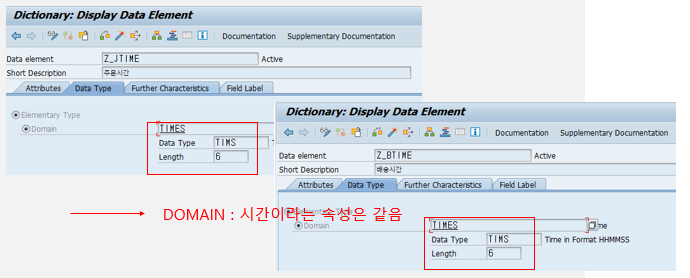 Dictionary: Display Data Element
Documentation
Supplementary Documentation
Data element
Z_JTIME
Active
Short Description
주문시간
Attributes
Data Type
Further Characteristics
Field Label
Elementary Type
Domain
TIMES
Data Type
TIMS
Length
6
Dictionary: Display Data Element
Documentation
Supplementary Documentation
Data element
Z_BTIME
Active
Short Description
배송시간
Attributes
Data Type
Further Characteristics
Field Label
Domain
TIMES
Data Type
TIMS
Time in Format HHMMSS
Length
6
DOMAIN : 시간이라는 속성은 같음